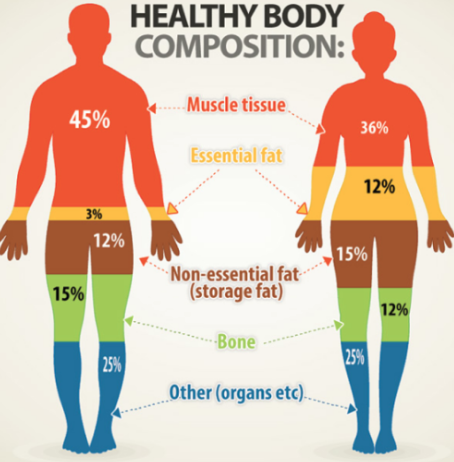 HEALTHY BODY
COMPOSITION:
45%
Muscle tissue
36%
Essential fat
3%
12%
12%
15%
Non-essential fat
(storage fat)
15%
12%
Bone
25%
25%
Other (organs etc)